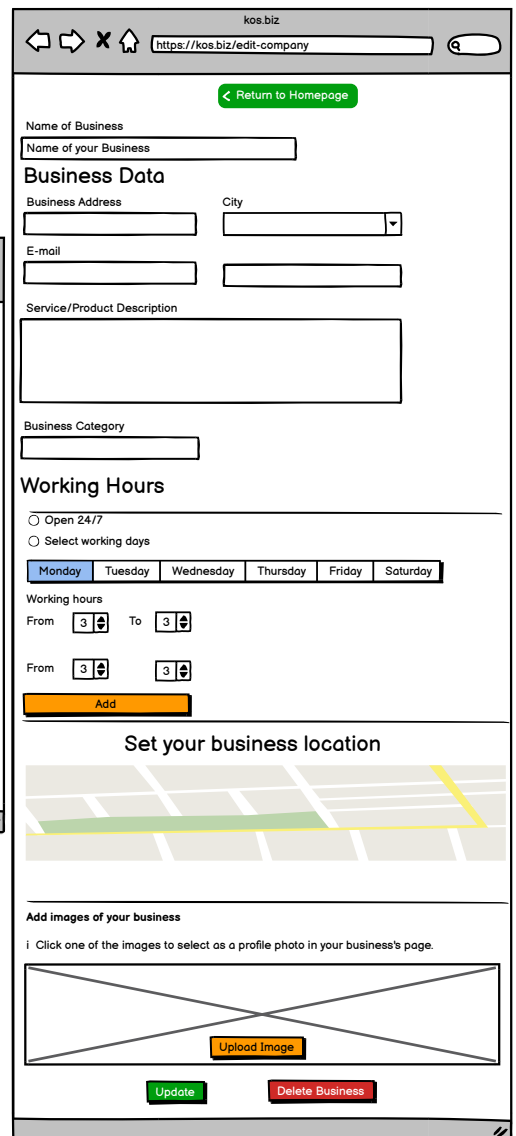 kos.biz
https://kos.biz/edit-company
Return to Homepage
Name of Business
Name of your Business
Business Data
Business Address City
E-mail
Service/Product Description
Business Category
Working Hours
Open 24/7
Select working days
Monday Tuesday Wednesday Thursday Friday Saturday
Working hours
From 3 To 3
From 3 3
Add
Set your business location
Add images of your business
i Click one of the images to select as a profile photo in your business's page.
Upload Image
Update Delete Business